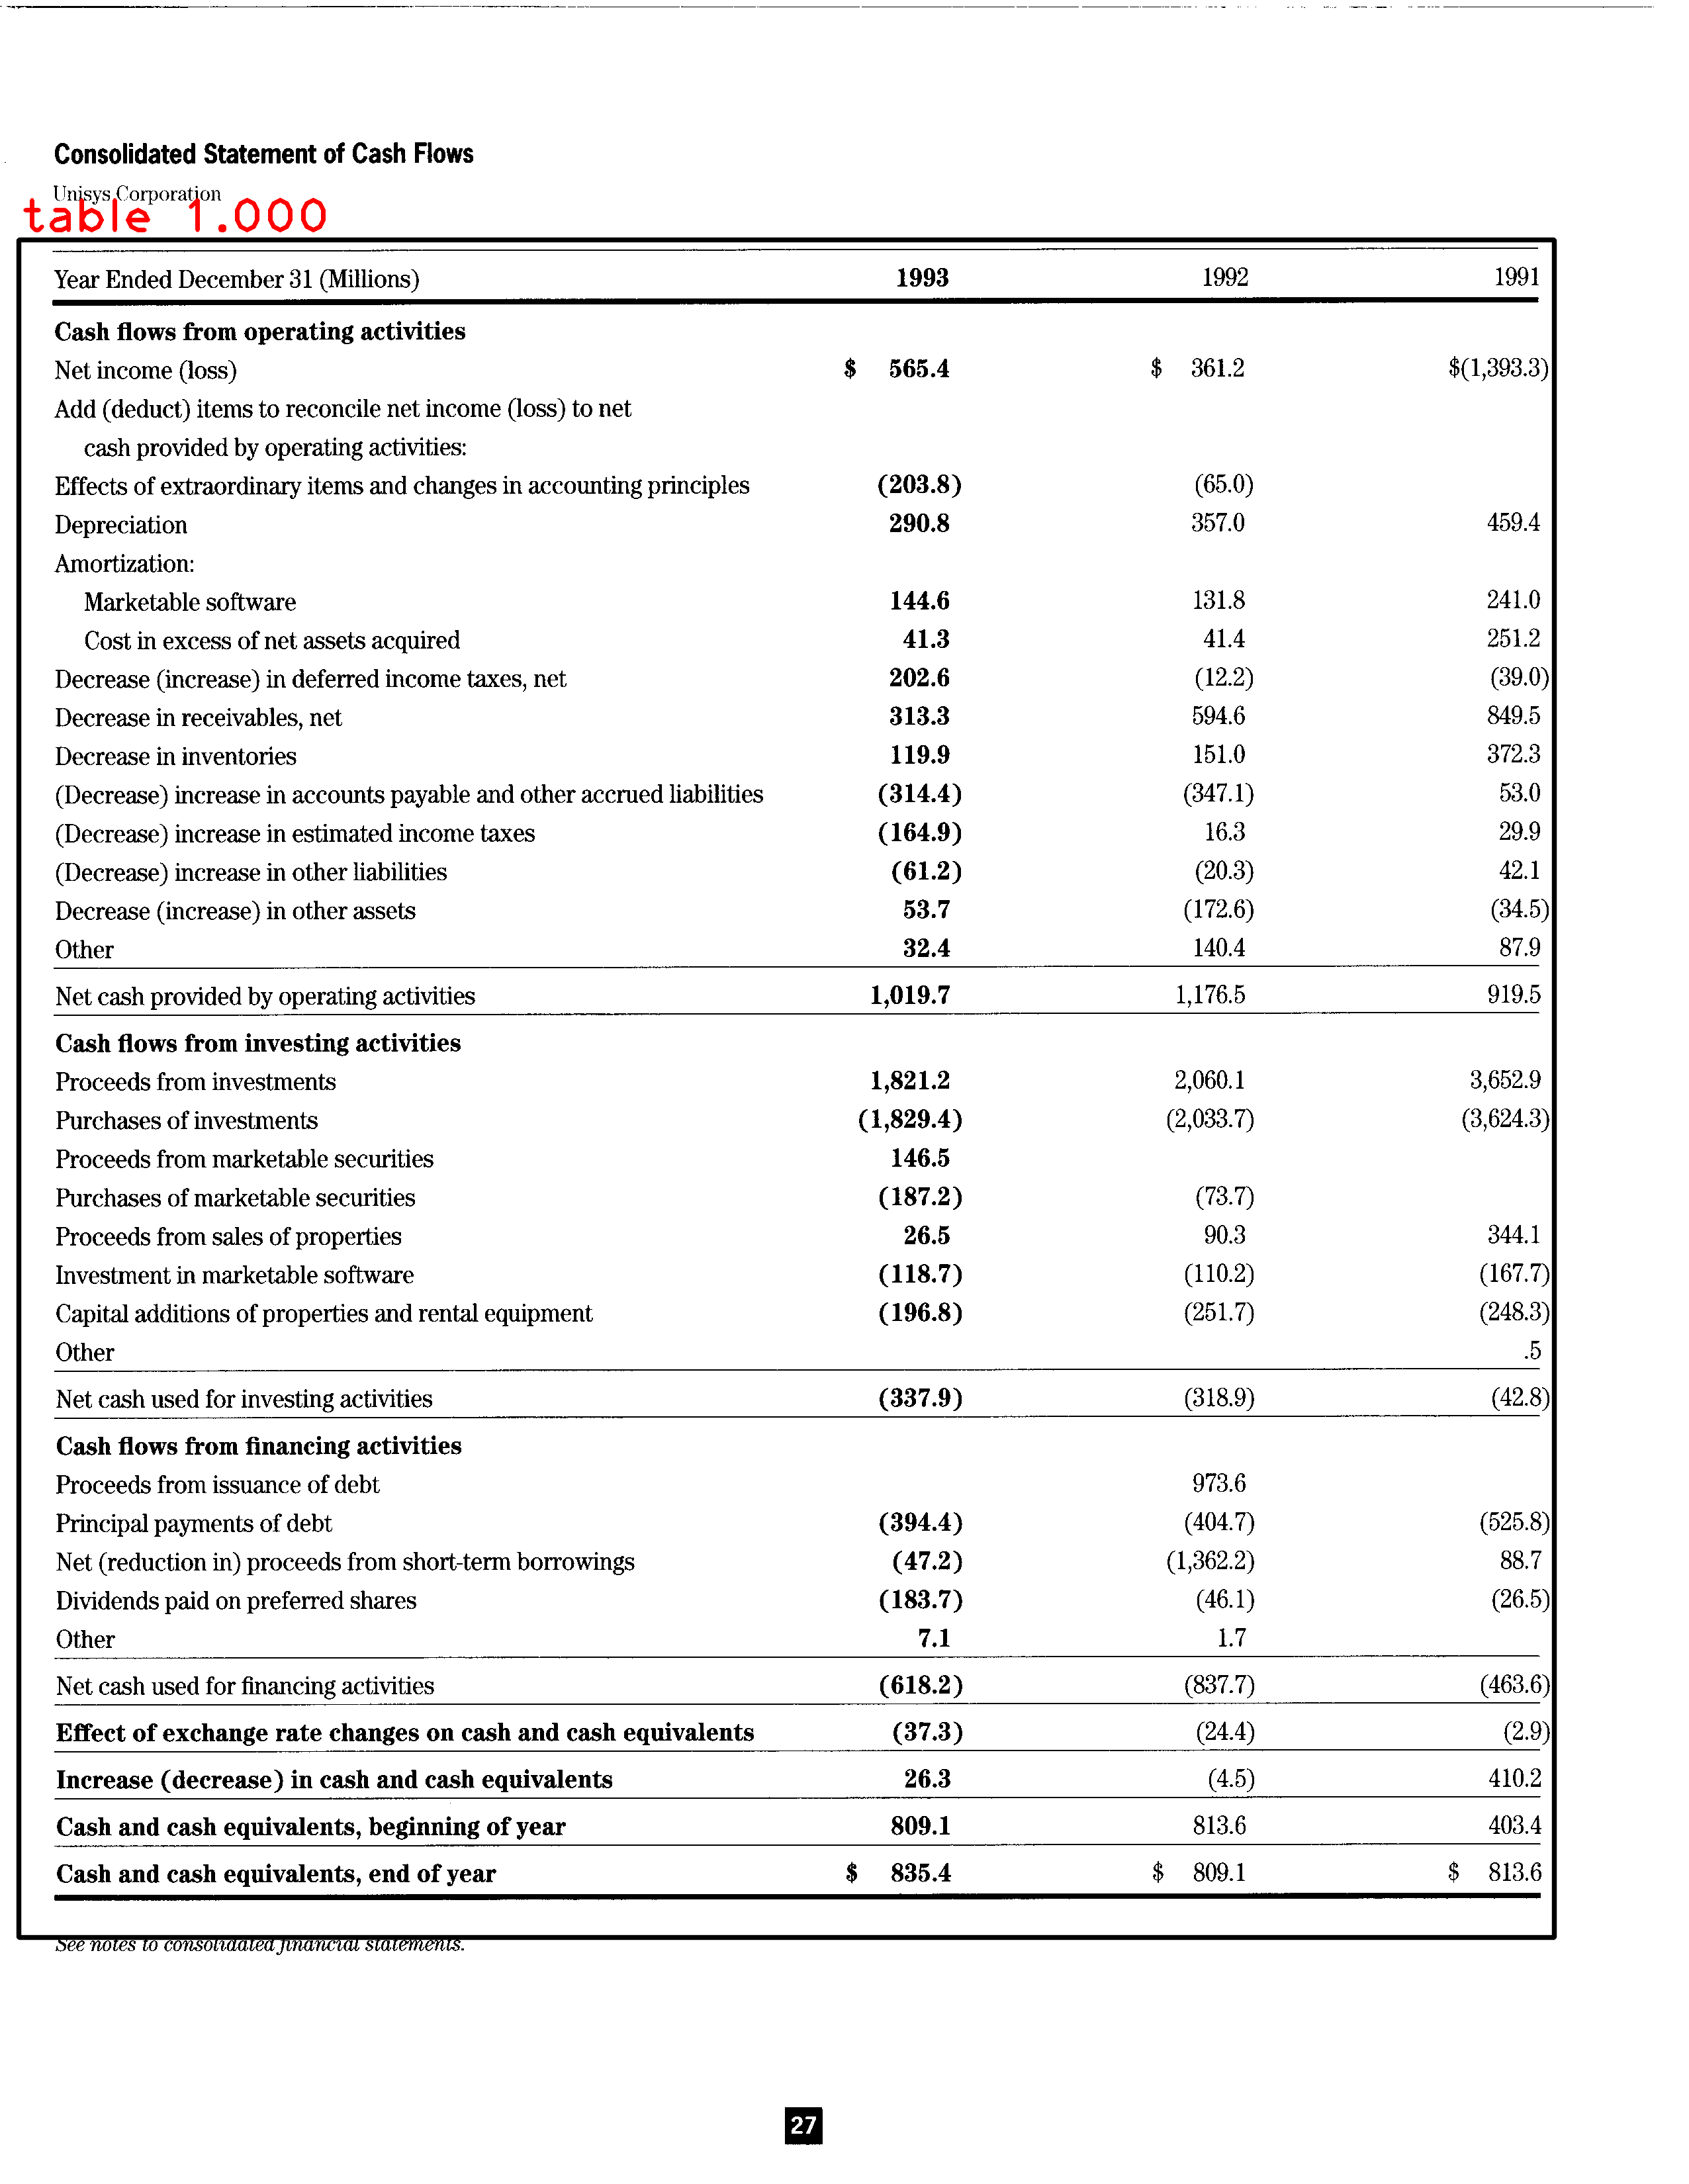 Consolidated Statement of Cash Flows
Unisys Corporation
table 1.000
Year Ended December 31 (Millions) 1993 1992 1991
Cash flows from operating activities
Net income (loss) $ 565.4 $ 361.2 $(1,393.3)
Add (deduct) items to reconcile net income (loss) to net
cash provided by operating activities:
Effects of extraordinary items and changes in accounting principles (203.8) (65.0)
Depreciation 290.8 357.0 459.4
Amortization:
Marketable software 144.6 131.8 241.0
Cost in excess of net assets acquired 41.3 41.4 251.2
Decrease (increase) in deferred income taxes, net 202.6 (12.2) (39.0)
Decrease in receivables, net 313.3 594.6 849.5
Decrease in inventories 119.9 151.0 372.3
(Decrease) increase in accounts payable and other accrued liabilities (314.4) (347.1) 53.0
(Decrease) increase in estimated income taxes (164.9) 16.3 29.9
(Decrease) increase in other liabilities (61.2) (20.3) 42.1
Decrease (increase) in other assets 53.7 (172.6) (34.5)
Other 32.4 140.4 87.9
Net cash provided by operating activities 1,019.7 1,176.5 919.5
Cash flows from investing activities
Proceeds from investments 1,821.2 2,060.1 3,652.9
Purchases of investments (1,829.4) (2,033.7) (3,624.3)
Proceeds from marketable securities 146.5
Purchases of marketable securities (187.2) (73.7)
Proceeds from sales of properties 26.5 90.3 344.1
Investment in marketable software (118.7) (110.2) (167.7)
Capital additions of properties and rental equipment (196.8) (251.7) (248.3)
Other .5
Net cash used for investing activities (337.9) (318.9) (42.8)
Cash flows from financing activities
Proceeds from issuance of debt 973.6
Principal payments of debt (394.4) (404.7) (525.8)
Net (reduction in) proceeds from short-term borrowings (47.2) (1,362.2) 88.7
Dividends paid on preferred shares (183.7) (46.1) (26.5)
Other 7.1 1.7
Net cash used for financing activities (618.2) (837.7) (463.6)
Effect of exchange rate changes on cash and cash equivalents (37.3) (24.4) (2.9)
Increase (decrease) in cash and cash equivalents 26.3 (4.5) 410.2
Cash and cash equivalents, beginning of year 809.1 813.6 403.4
Cash and cash equivalents, end of year $ 835.4 $ 809.1 $ 813.6
See notes to consolidated financial statements.
27